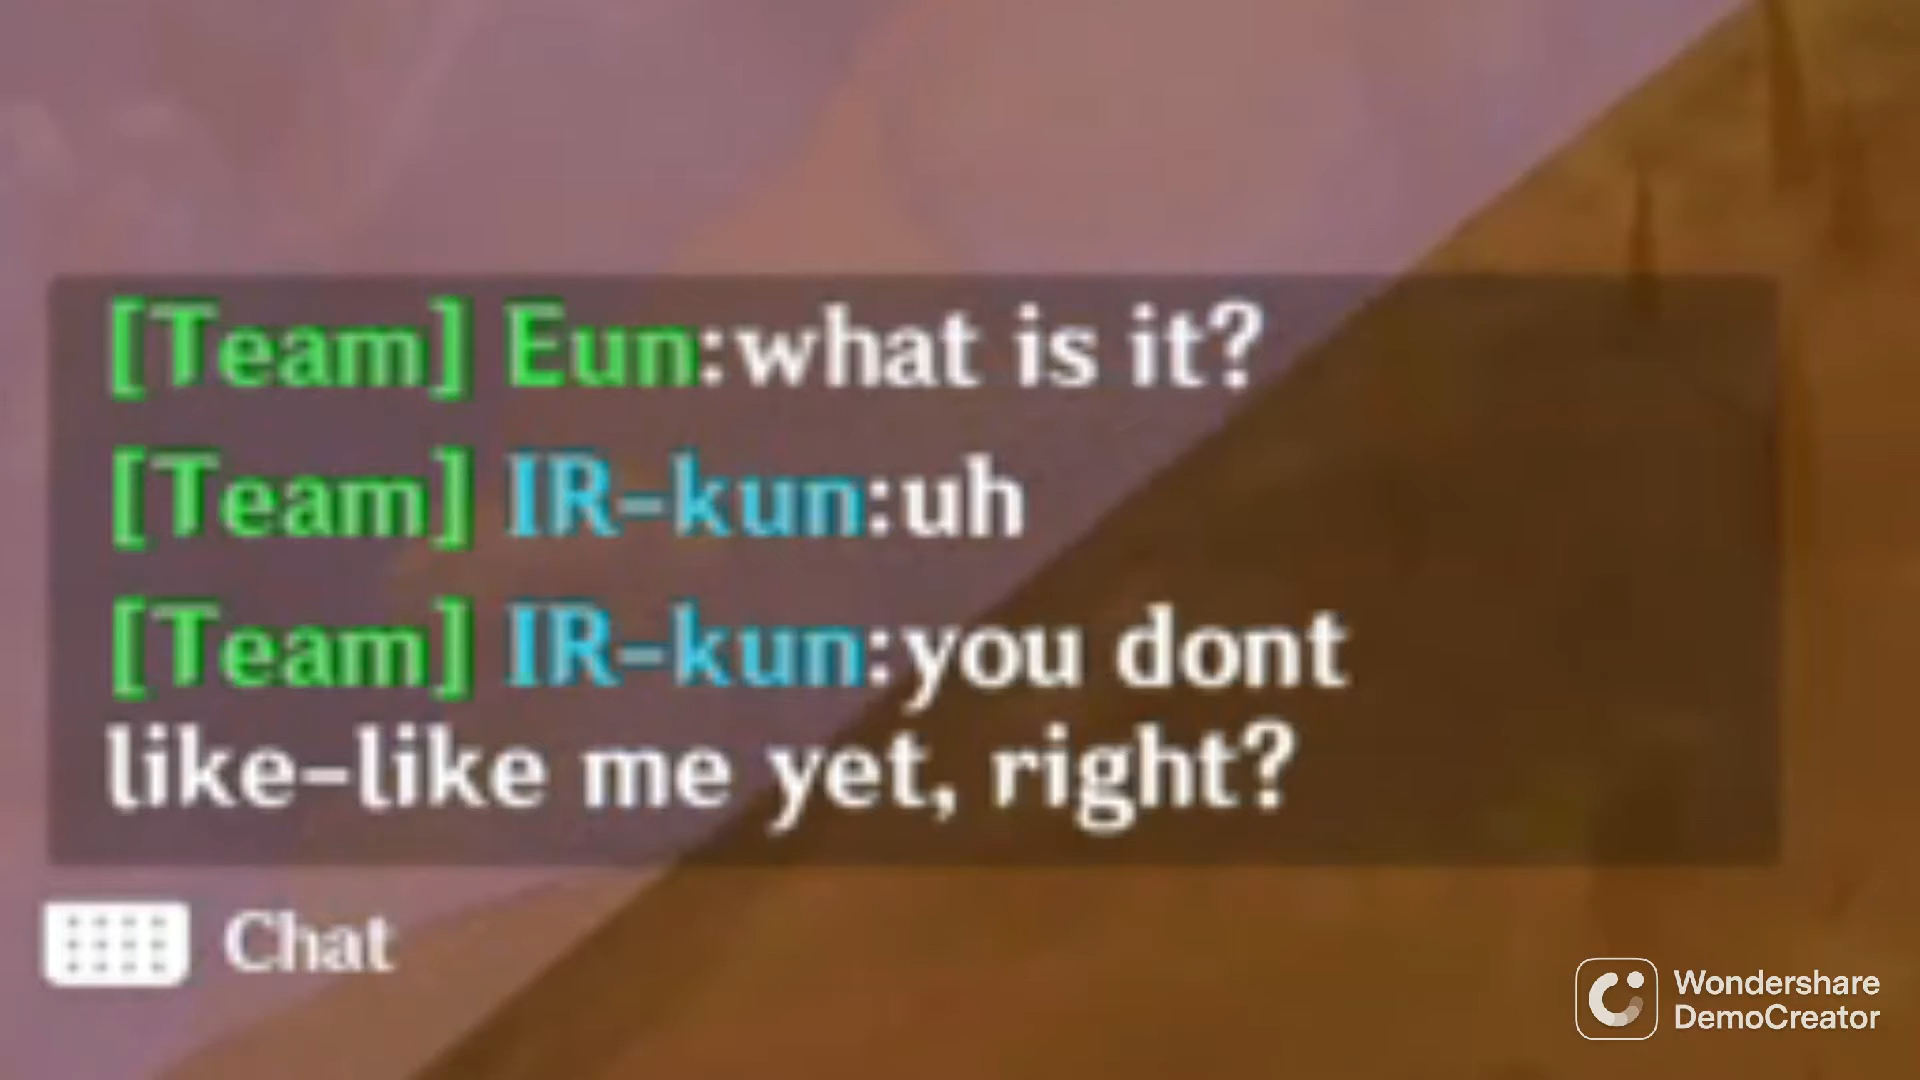 [Team] Eun:what is it?
[Team] IR-kun:uh
[Team] IR-kun:you dont
like-like me yet, right?
Chat
Wondershare
DemoCreator